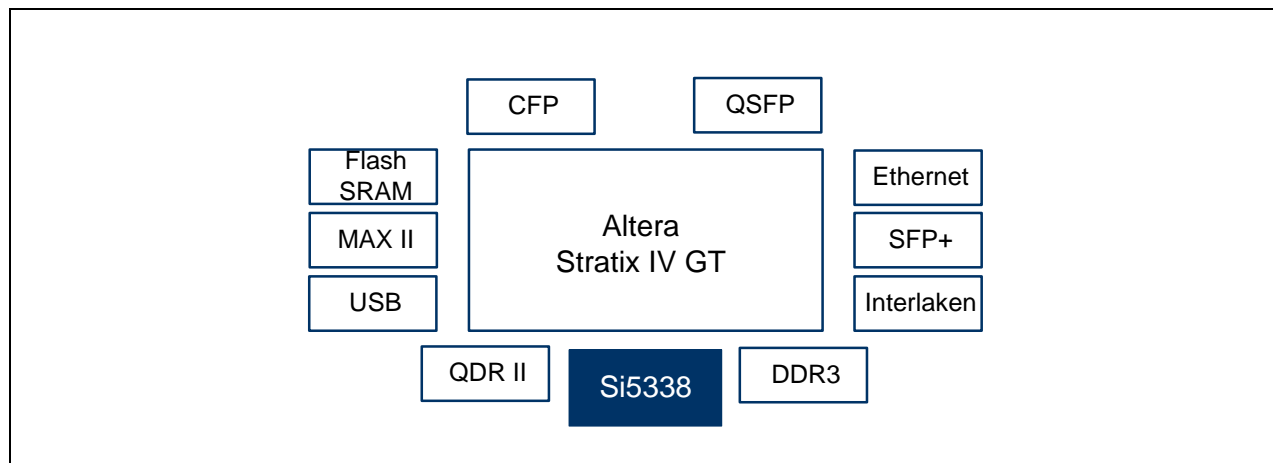 CFP
QSFP
Flash
SRAM
MAX II
USB
Altera
Stratix IV GT
Ethernet
SFP+
Interlaken
QDR II
Si5338
DDR3